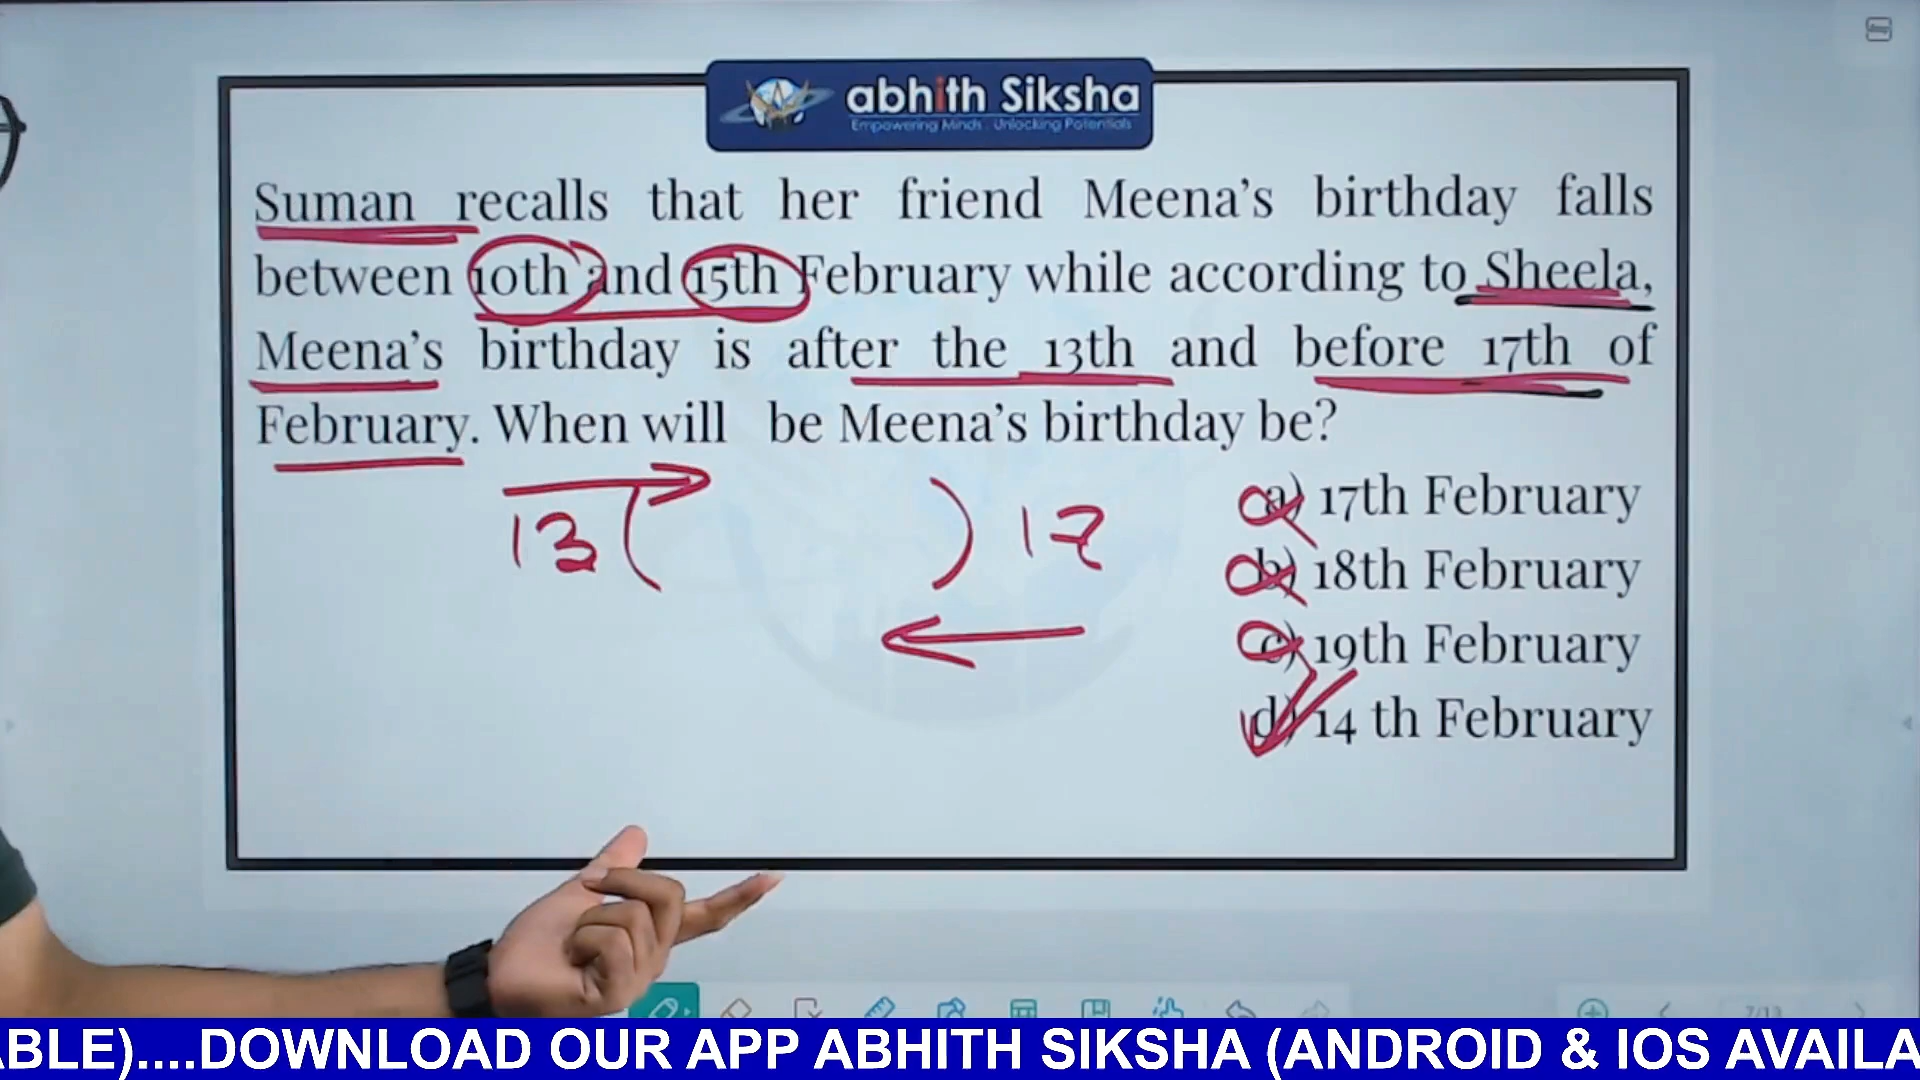 abhith Siksha
Empowering Minds . Unlocking Potentials
Suman recalls that her friend Meena’s birthday falls
between 10th and 15th February while according to Sheela,
Meena’s birthday is after the 13th and before 17th of
February. When will be Meena’s birthday be?
13 ( ) 17
a) 17th February
b) 18th February
c) 19th February
d) 14 th February
7/13
ABLE)....DOWNLOAD OUR APP ABHITH SIKSHA (ANDROID & IOS AVAILA